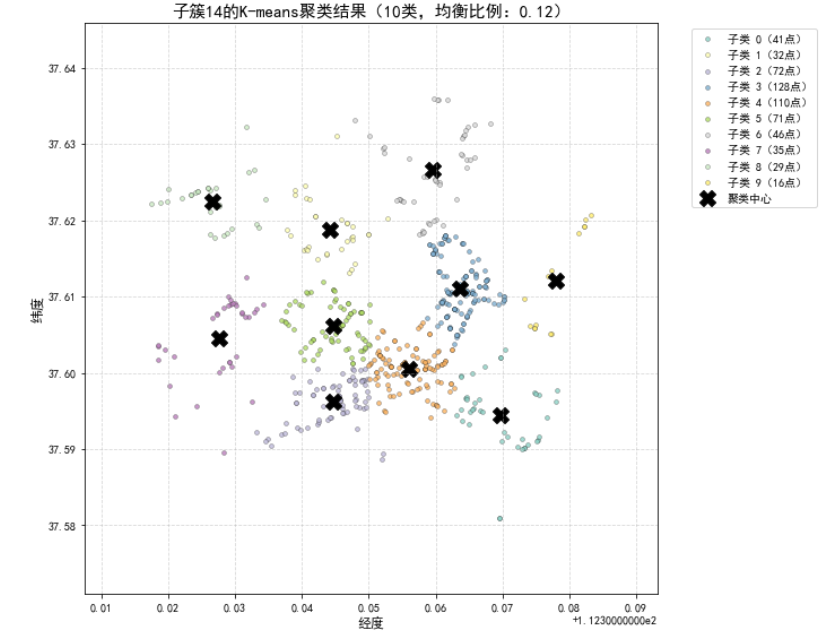 子簇14的K-means聚类结果（10类，均衡比例：0.12）
子类 0（41点）
子类 1（32点）
子类 2（72点）
子类 3（128点）
子类 4（110点）
子类 5（71点）
子类 6（46点）
子类 7（35点）
子类 8（29点）
子类 9（16点）
聚类中心
纬度
37.64
37.63
37.62
37.61
37.60
37.59
37.58
0.01 0.02 0.03 0.04 0.05 0.06 0.07 0.08 0.09
+1.1230000000e2
经度